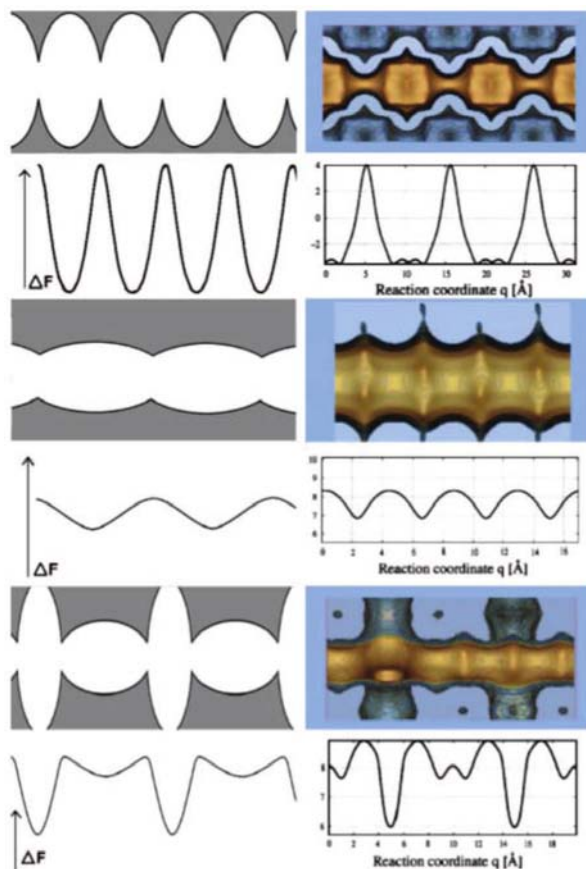 4
2
0
-2
0 5 10 15 20 25 30
ΔF
Reaction coordinate q [Å]
10
9
8
7
6
0 2 4 6 8 10 12 14 16
ΔF
Reaction coordinate q [Å]
8
7
6
0 2 4 6 8 10 12 14 16 18
ΔF
Reaction coordinate q [Å]